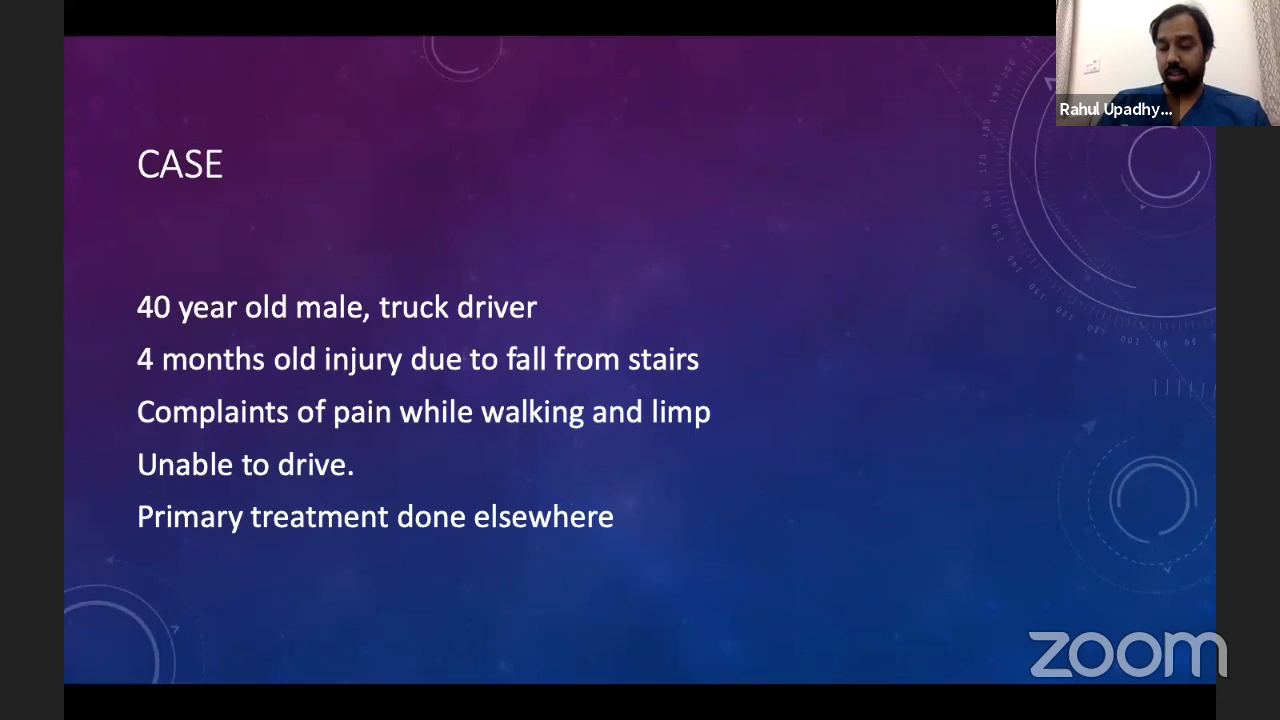 Rahul Upadhy...
CASE
40 year old male, truck driver
4 months old injury due to fall from stairs
Complaints of pain while walking and limp
Unable to drive.
Primary treatment done elsewhere
zoom